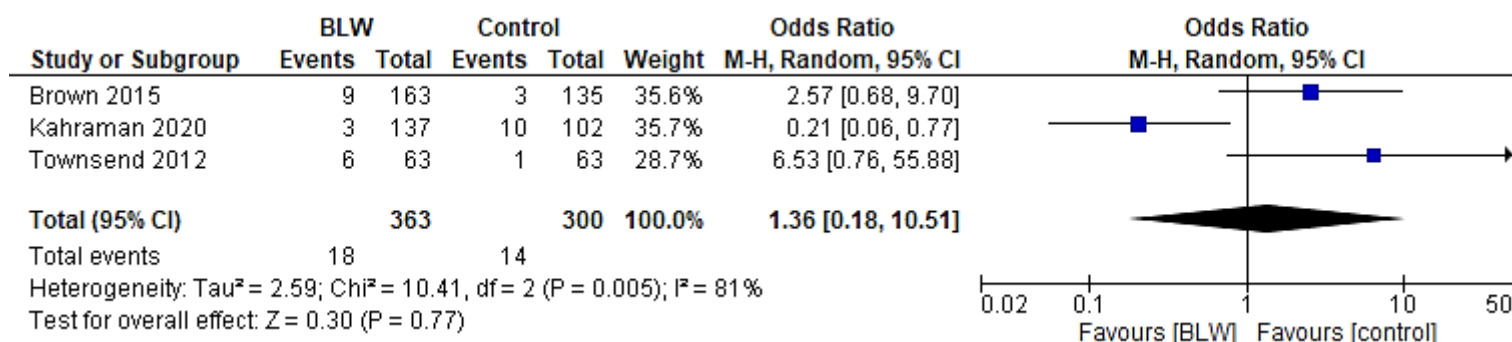 BLW Control Odds Ratio Odds Ratio
Study or Subgroup Events Total Events Total Weight M-H, Random, 95% CI M-H, Random, 95% CI
Brown 2015 9 163 3 135 35.6% 2.57 [0.68, 9.70]
Kahraman 2020 3 137 10 102 35.7% 0.21 [0.06, 0.77]
Townsend 2012 6 63 1 63 28.7% 6.53 [0.76, 55.88]
Total (95% CI) 363 300 100.0% 1.36 [0.18, 10.51]
Total events 18 14
Heterogeneity: Tau² = 2.59; Chi² = 10.41, df = 2 (P = 0.005); I² = 81%
Test for overall effect: Z = 0.30 (P = 0.77)
0.02 0.1 1 10 50
Favours [BLW] Favours [control]